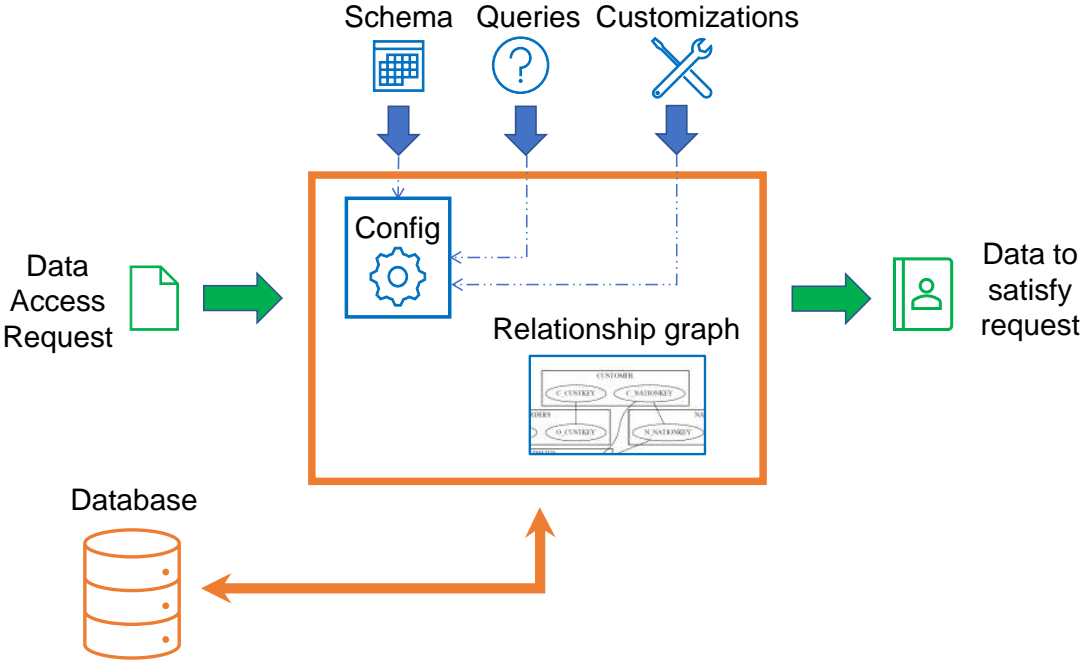 Schema Queries Customizations
Config
Data
Access
Request
Data to
satisfy
request
Relationship graph
CUSTOMER
C_CUSTKEY C_NATIONKEY
O_CUSTKEY N_NATIONKEY
Database